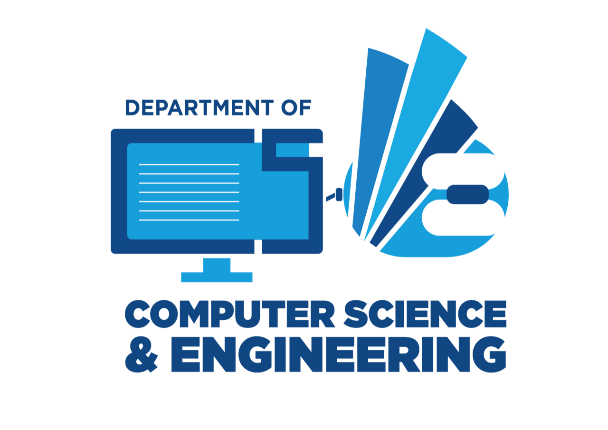 DEPARTMENT OF
COMPUTER SCIENCE
& ENGINEERING